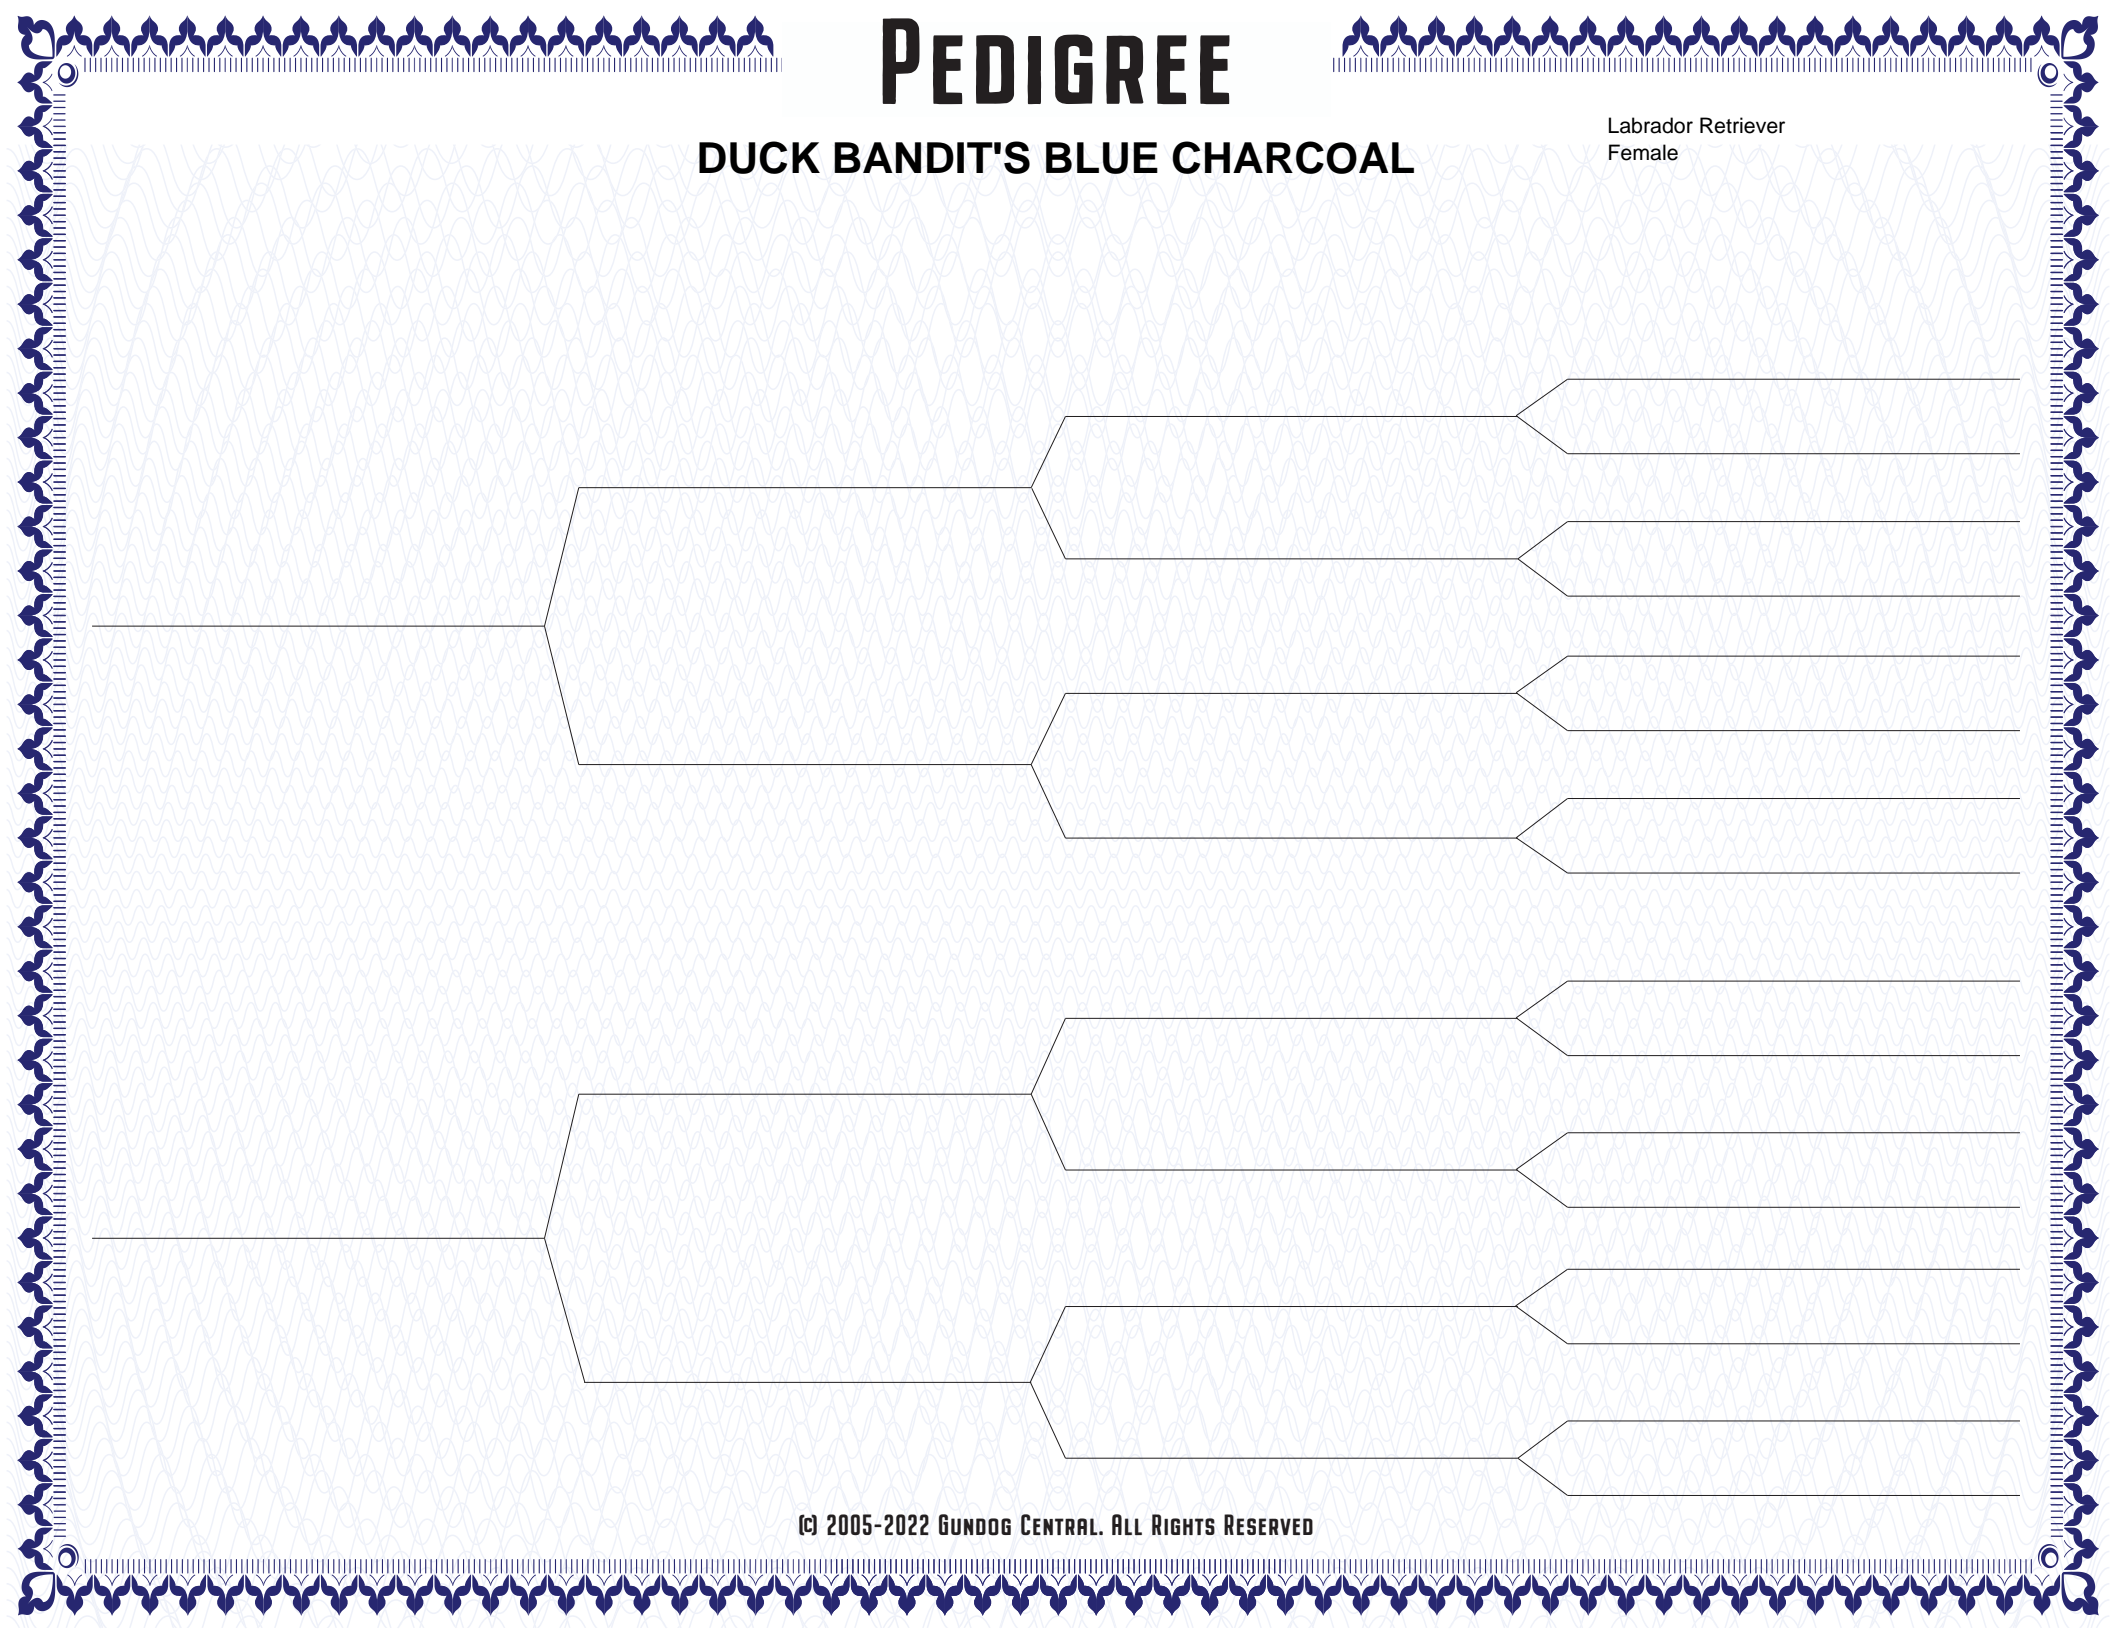 PEDIGREE
Labrador Retriever
DUCK BANDIT'S BLUE CHARCOAL
Female
(C) 2005-2022 GUNDOG CENTRAL. ALL RIGHTS RESERVED